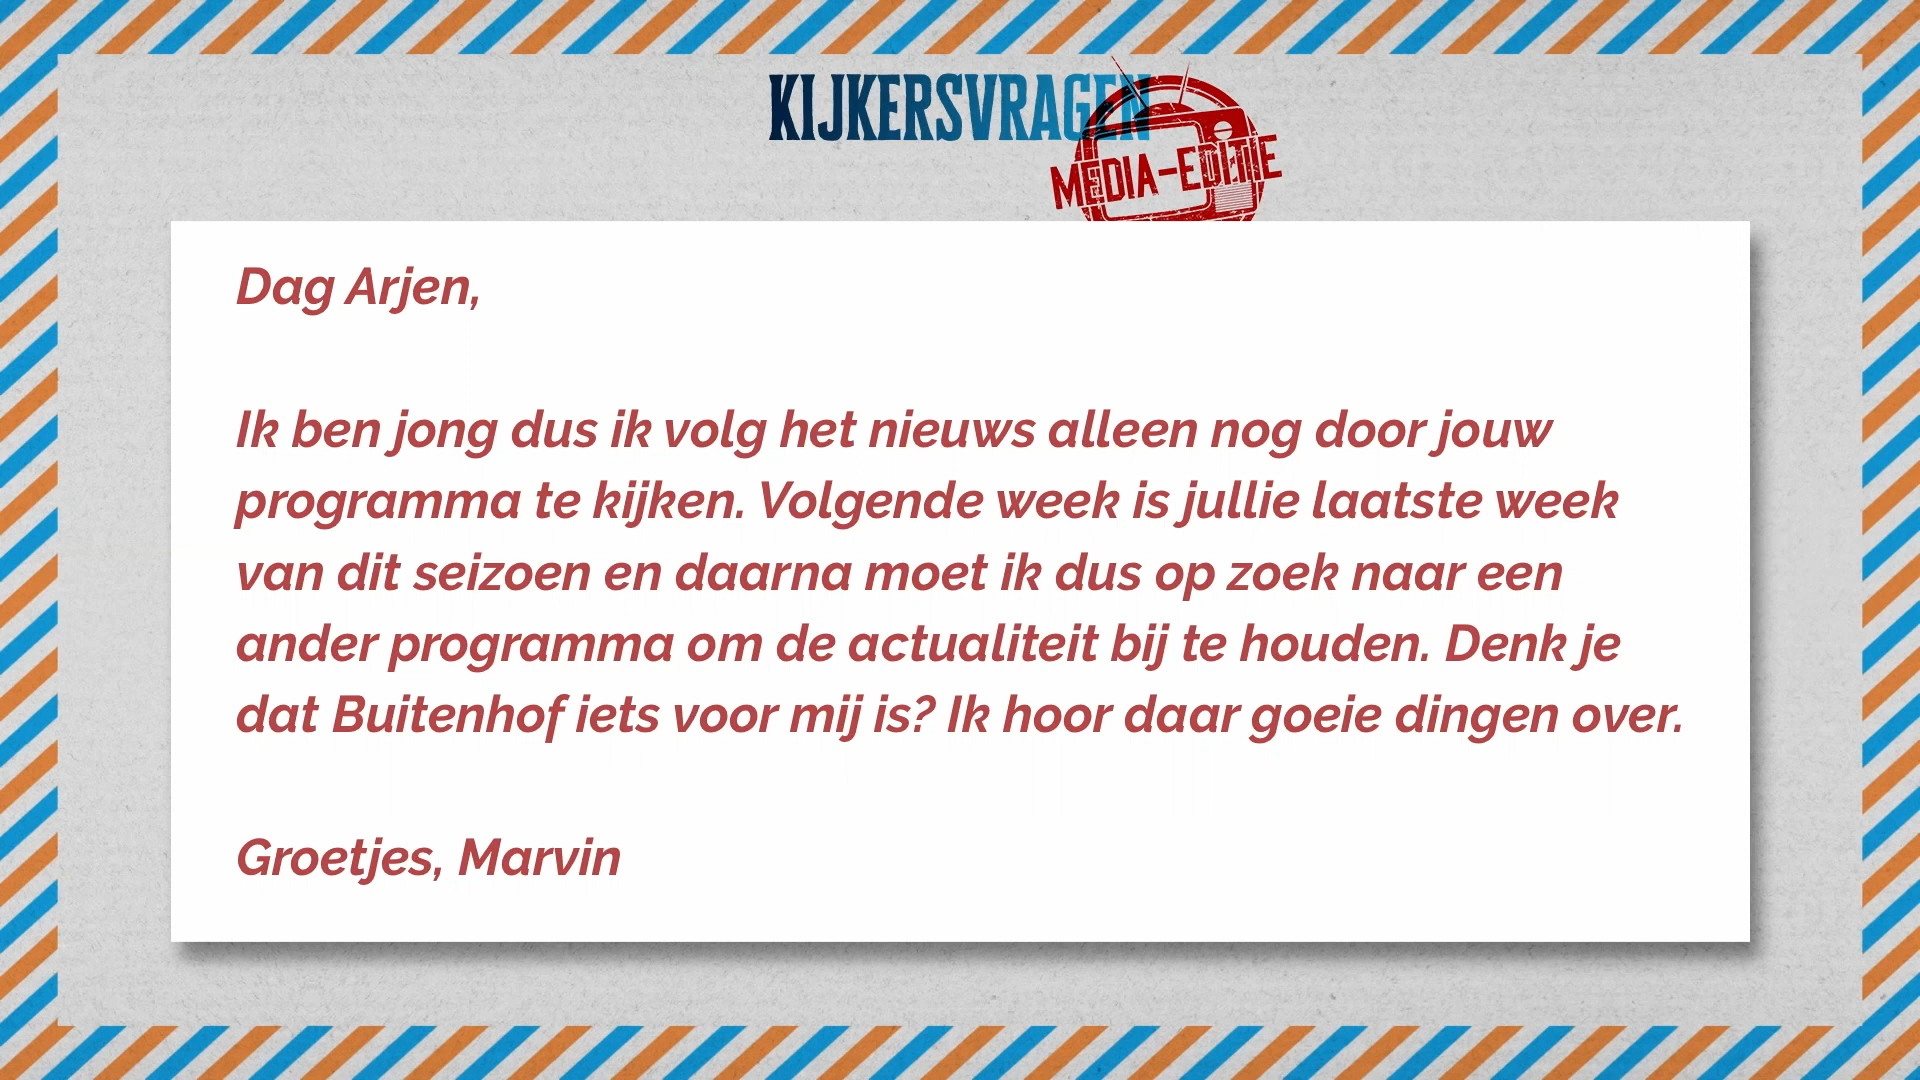 KIJKERSVRAGEN
MEDIA-EDITIE
Dag Arjen,
Ik ben jong dus ik volg het nieuws alleen nog door jouw
programma te kijken. Volgende week is jullie laatste week
van dit seizoen en daarna moet ik dus op zoek naar een
ander programma om de actualiteit bij te houden. Denk je
dat Buitenhof iets voor mij is? Ik hoor daar goeie dingen over.
Groetjes, Marvin